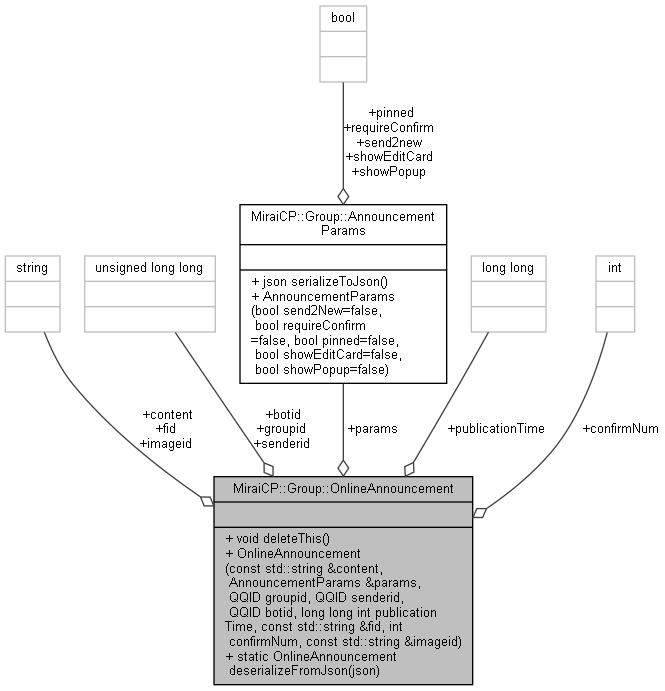 bool
+pinned
+requireConfirm
+send2new
+showEditCard
+showPopup
MiraiCP::Group::Announcement
Params
+ json serializeToJson()
+ AnnouncementParams
(bool send2New=false,
bool requireConfirm
=false, bool pinned=false,
bool showEditCard=false,
bool showPopup=false)
string
unsigned long long
long long
int
+content
+fid
+imageid
+botid
+groupid
+senderid
+params
+publicationTime
+confirmNum
MiraiCP::Group::OnlineAnnouncement
+ void deleteThis()
+ OnlineAnnouncement
(const std::string &content,
AnnouncementParams &params,
QQID groupid, QQID senderid,
QQID botid, long long int publication
Time, const std::string &fid, int
confirmNum, const std::string &imageid)
+ static OnlineAnnouncement
deserializeFromJson(json)